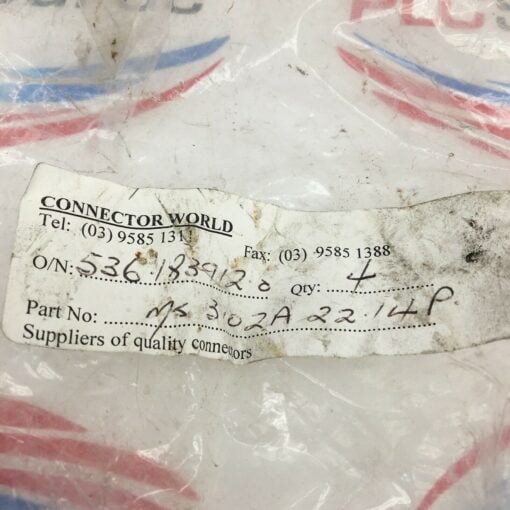 PLC
CONNECTOR WORLD
Tel: (03) 9585 1311
Fax: (03) 9585 1388
O/N: 536 1839120 Qty: 4
Part No: MS 3102A 22.14P.
Suppliers of quality connectors